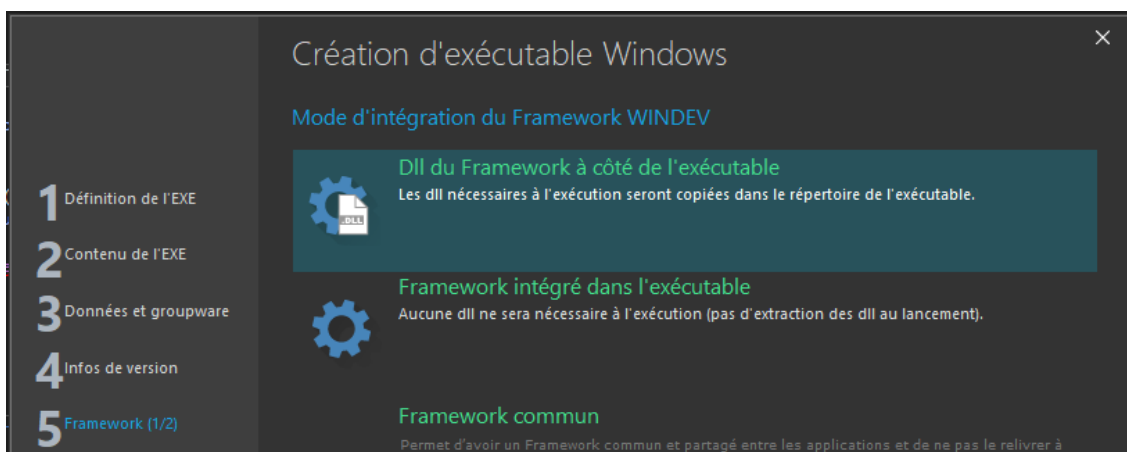 Création d'exécutable Windows
Mode d'intégration du Framework WINDEV
1 Définition de l'EXE
2 Contenu de l'EXE
3 Données et groupware
4 Infos de version
5 Framework (1/2)
Dll du Framework à côté de l'exécutable
Les dll nécessaires à l'exécution seront copiées dans le répertoire de l'exécutable.
.DLL
Framework intégré dans l'exécutable
Aucune dll ne sera nécessaire à l'exécution (pas d'extraction des dll au lancement).
Framework commun
Permet d'avoir un Framework commun et partagé entre les applications et de ne pas le relivrer à